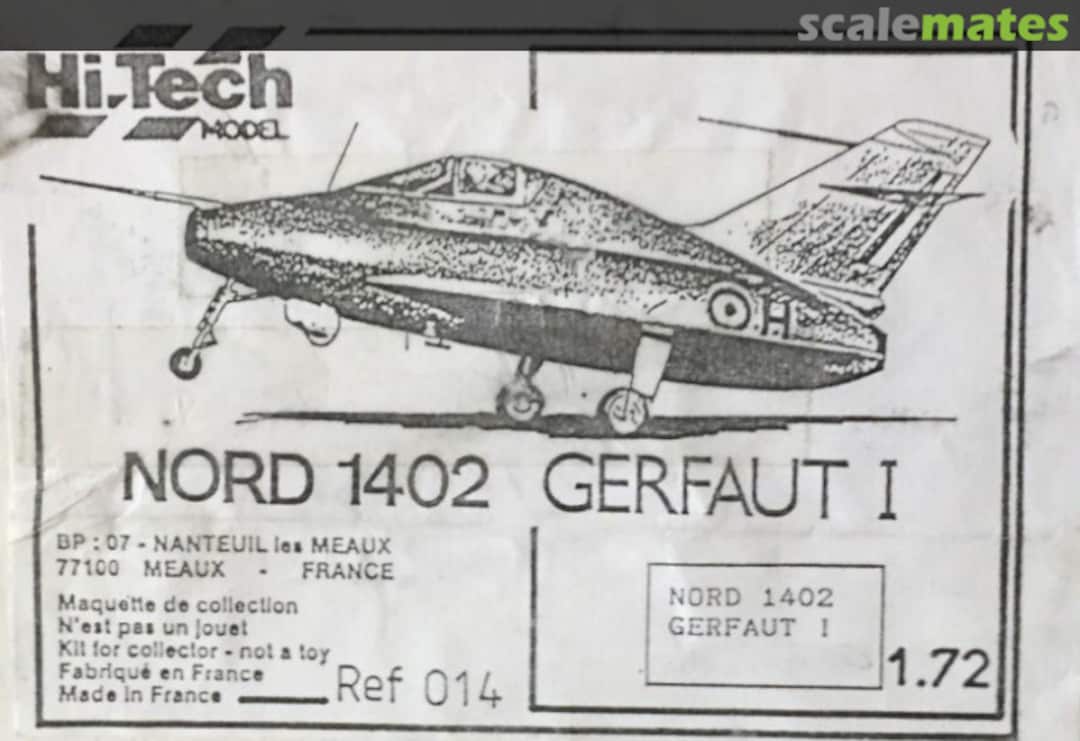 scalemates
Hi.Tech
MODEL
H
NORD 1402 GERFAUT I
BP : 07 - NANTEUIL les MEAUX
77100 MEAUX - FRANCE
Maquette de collection
N'est pas un jouet
Kit for collector - not a toy
Fabriqué en France
Made in France
Ref 014
NORD 1402
GERFAUT I
1.72